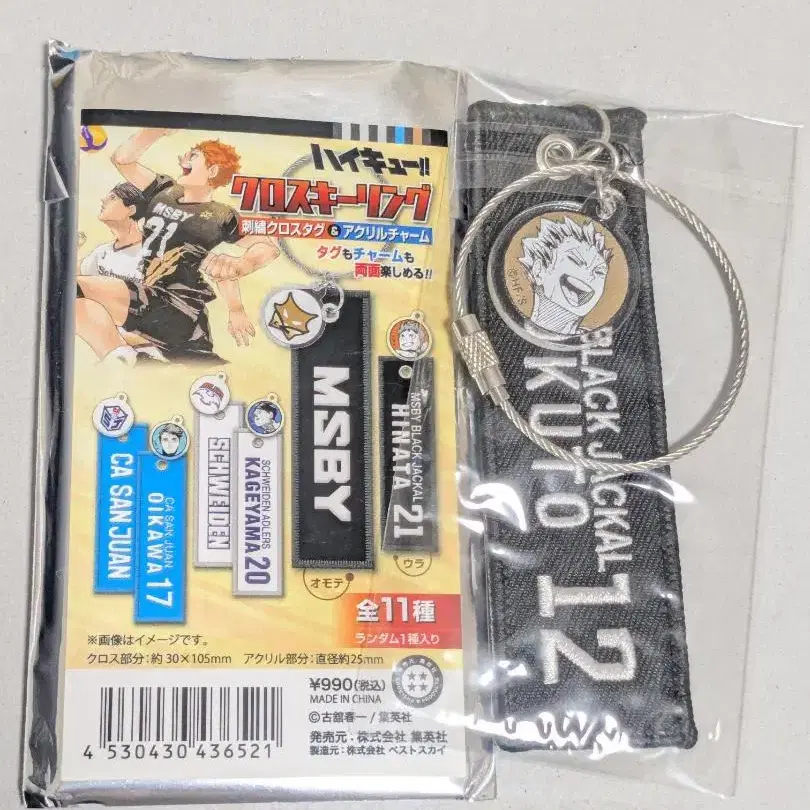 MSBY
21
ハイキュー!!
クロスキーリング
刺繍クロスタグ&アクリルチャーム
タグもチャームも
両面楽しめる!!
MSBY
MSBY BLACK JACKAL
HINATA 21
SCHWEIDEN
SCHWEIDEN ADLERS
KAGEYAMA 20
CA SAN JUAN
CA SAN JUAN
OIKAWA 17
オモテ
ウラ
全11種
ランダム1種入り
※画像はイメージです。
クロス部分:約30×105mm アクリル部分:直径約25mm
¥990(税込)
MADE IN CHINA
©古舘春一/集英社
発売元:株式会社 集英社
製造元:株式会社 ベストスカイ
4 530430 436521
©HF/S
BLACK JACKAL
KUTO 12